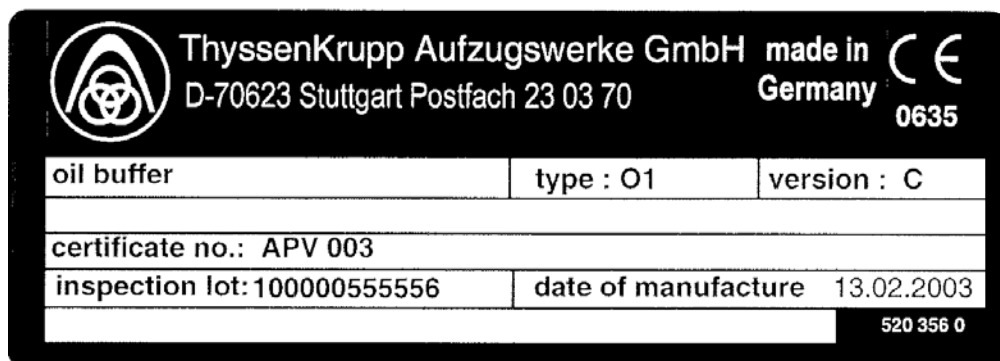 ThyssenKrupp Aufzugswerke GmbH made in
D-70623 Stuttgart Postfach 23 03 70 Germany
CE
0635
oil buffer type : O1 version : C
certificate no.: APV 003
inspection lot: 100000555556 date of manufacture 13.02.2003
520 356 0